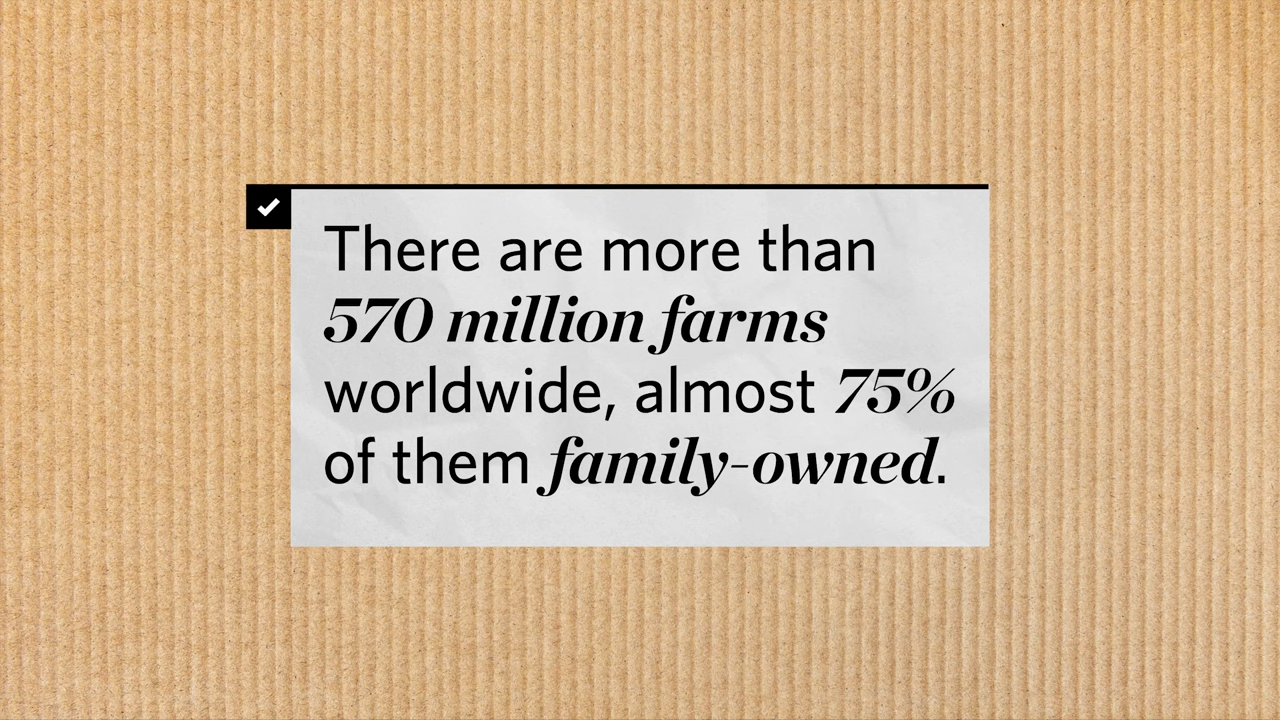 There are more than
570 million farms
worldwide, almost 75%
of them family-owned.